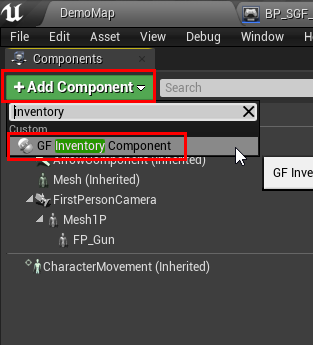 DemoMap
BP_SGF_
File Edit Asset View Debug Window
Components
+Add Component
Search
inventory
Custom
GF Inventory Component
ArrowComponent (Inherited)
GF Inve
Mesh (Inherited)
FirstPersonCamera
Mesh1P
FP_Gun
CharacterMovement (Inherited)